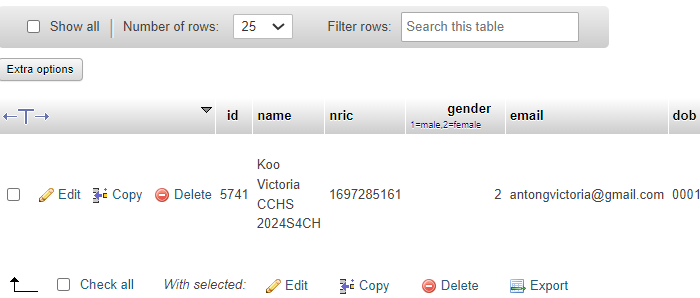 Show all Number of rows: 25 Filter rows: Search this table
Extra options
id name nric gender email dob
1=male,2=female
Edit Copy Delete 5741 Koo Victoria CCHS 2024S4CH 1697285161 2 antongvictoria@gmail.com 0001
Check all With selected: Edit Copy Delete Export